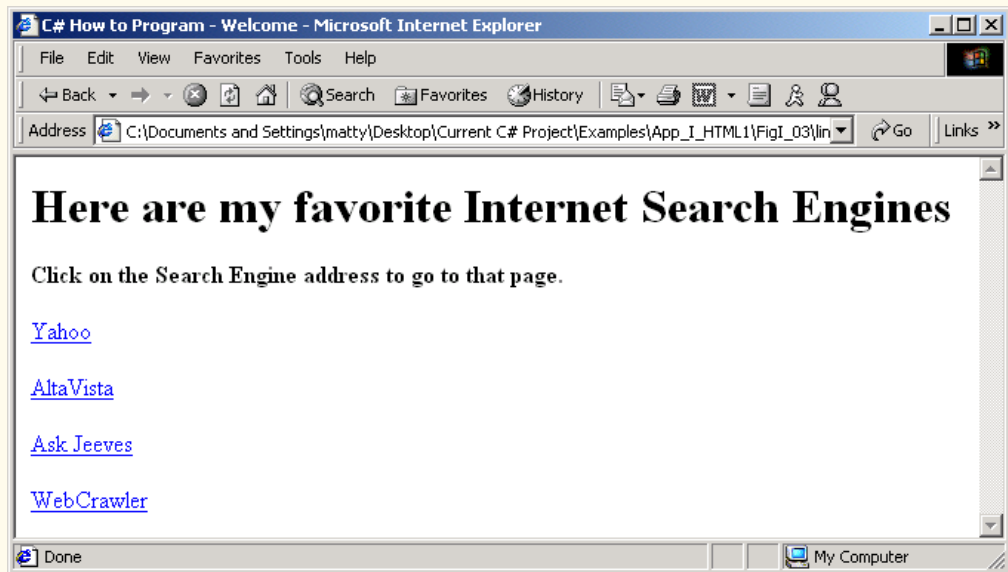 C# How to Program - Welcome - Microsoft Internet Explorer
File Edit View Favorites Tools Help
Back Search Favorites History W
Address C:\Documents and Settings\matty\Desktop\Current C# Project\Examples\App_I_HTML1\FigI_03\lin Go Links »
Here are my favorite Internet Search Engines
Click on the Search Engine address to go to that page.
Yahoo
AltaVista
Ask Jeeves
WebCrawler
Done My Computer